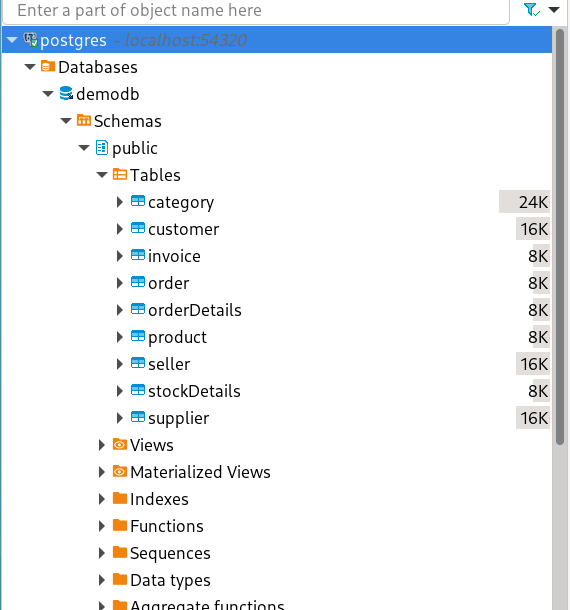 Enter a part of object name here
postgres - localhost:54320
Databases
demodb
Schemas
public
Tables
category 24K
customer 16K
invoice 8K
order 8K
orderDetails 8K
product 8K
seller 16K
stockDetails 8K
supplier 16K
Views
Materialized Views
Indexes
Functions
Sequences
Data types
Aggregate functions